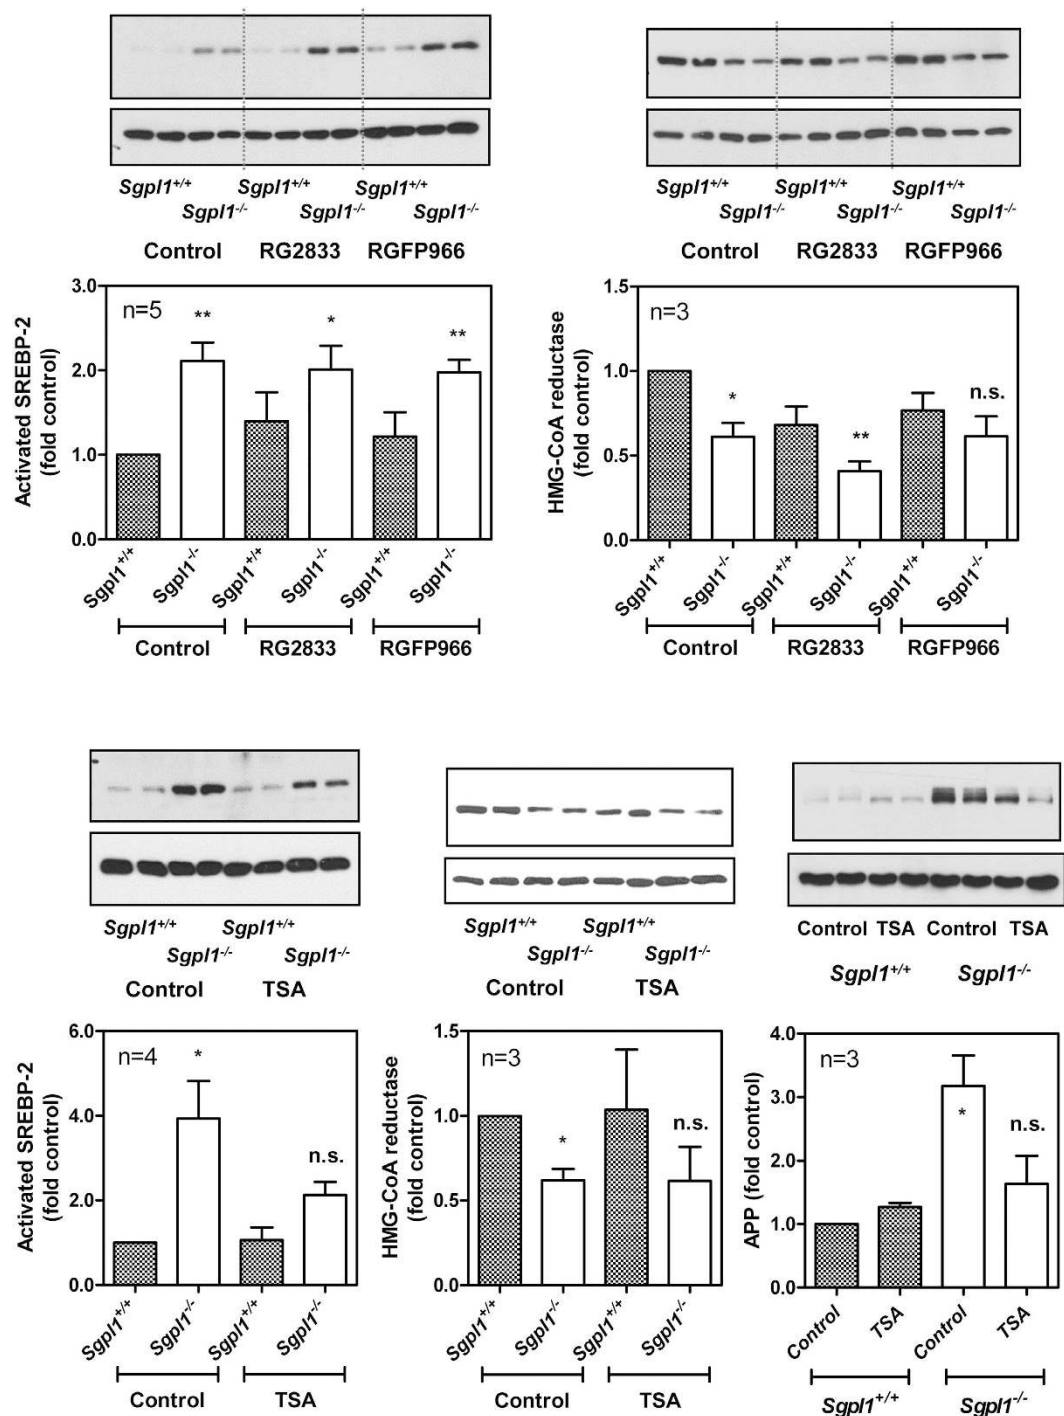 Sgpl1+/+ Sgpl1+/+ Sgpl1+/+
Sgpl1-/- Sgpl1-/- Sgpl1-/-
Control RG2833 RGFP966
Activated SREBP-2
(fold control)
3.0
2.0
1.0
0.0
n=5
**
*
**
Sgpl1+/+ Sgpl1-/- Sgpl1+/+ Sgpl1-/- Sgpl1+/+ Sgpl1-/-
Control RG2833 RGFP966
Sgpl1+/+ Sgpl1+/+ Sgpl1+/+
Sgpl1-/- Sgpl1-/- Sgpl1-/-
Control RG2833 RGFP966
HMG-CoA reductase
(fold control)
1.5
1.0
0.5
0.0
n=3
*
**
n.s.
Sgpl1+/+ Sgpl1-/- Sgpl1+/+ Sgpl1-/- Sgpl1+/+ Sgpl1-/-
Control RG2833 RGFP966
Sgpl1+/+ Sgpl1+/+
Sgpl1-/- Sgpl1-/-
Control TSA
Activated SREBP-2
(fold control)
6.0
4.0
2.0
0.0
n=4
*
n.s.
Sgpl1+/+ Sgpl1-/- Sgpl1+/+ Sgpl1-/-
Control TSA
Sgpl1+/+ Sgpl1+/+
Sgpl1-/- Sgpl1-/-
Control TSA
HMG-CoA reductase
(fold control)
1.5
1.0
0.5
0.0
n=3
*
n.s.
Sgpl1+/+ Sgpl1-/- Sgpl1+/+ Sgpl1-/-
Control TSA
Control TSA Control TSA
Sgpl1+/+ Sgpl1-/-
APP (fold control)
4.0
3.0
2.0
1.0
0.0
n=3
*
n.s.
Control TSA Control TSA
Sgpl1+/+ Sgpl1-/-